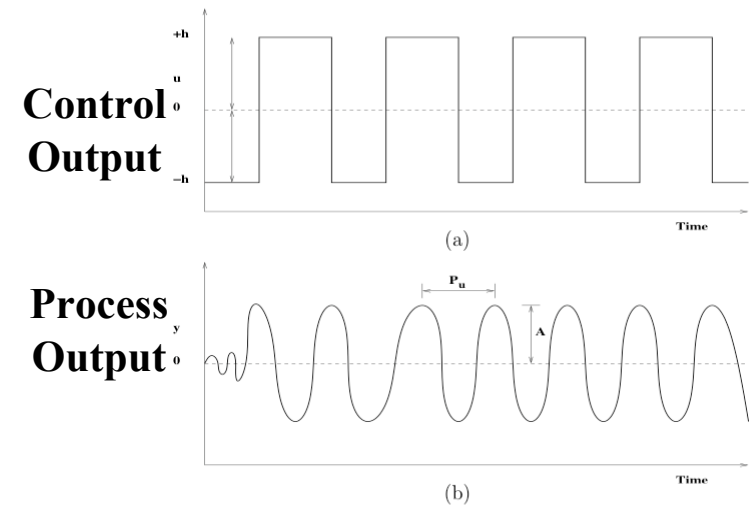 +h
u
Control
0
Output
−h
Time
(a)
Process
y
Output
0
P_u
A
Time
(b)